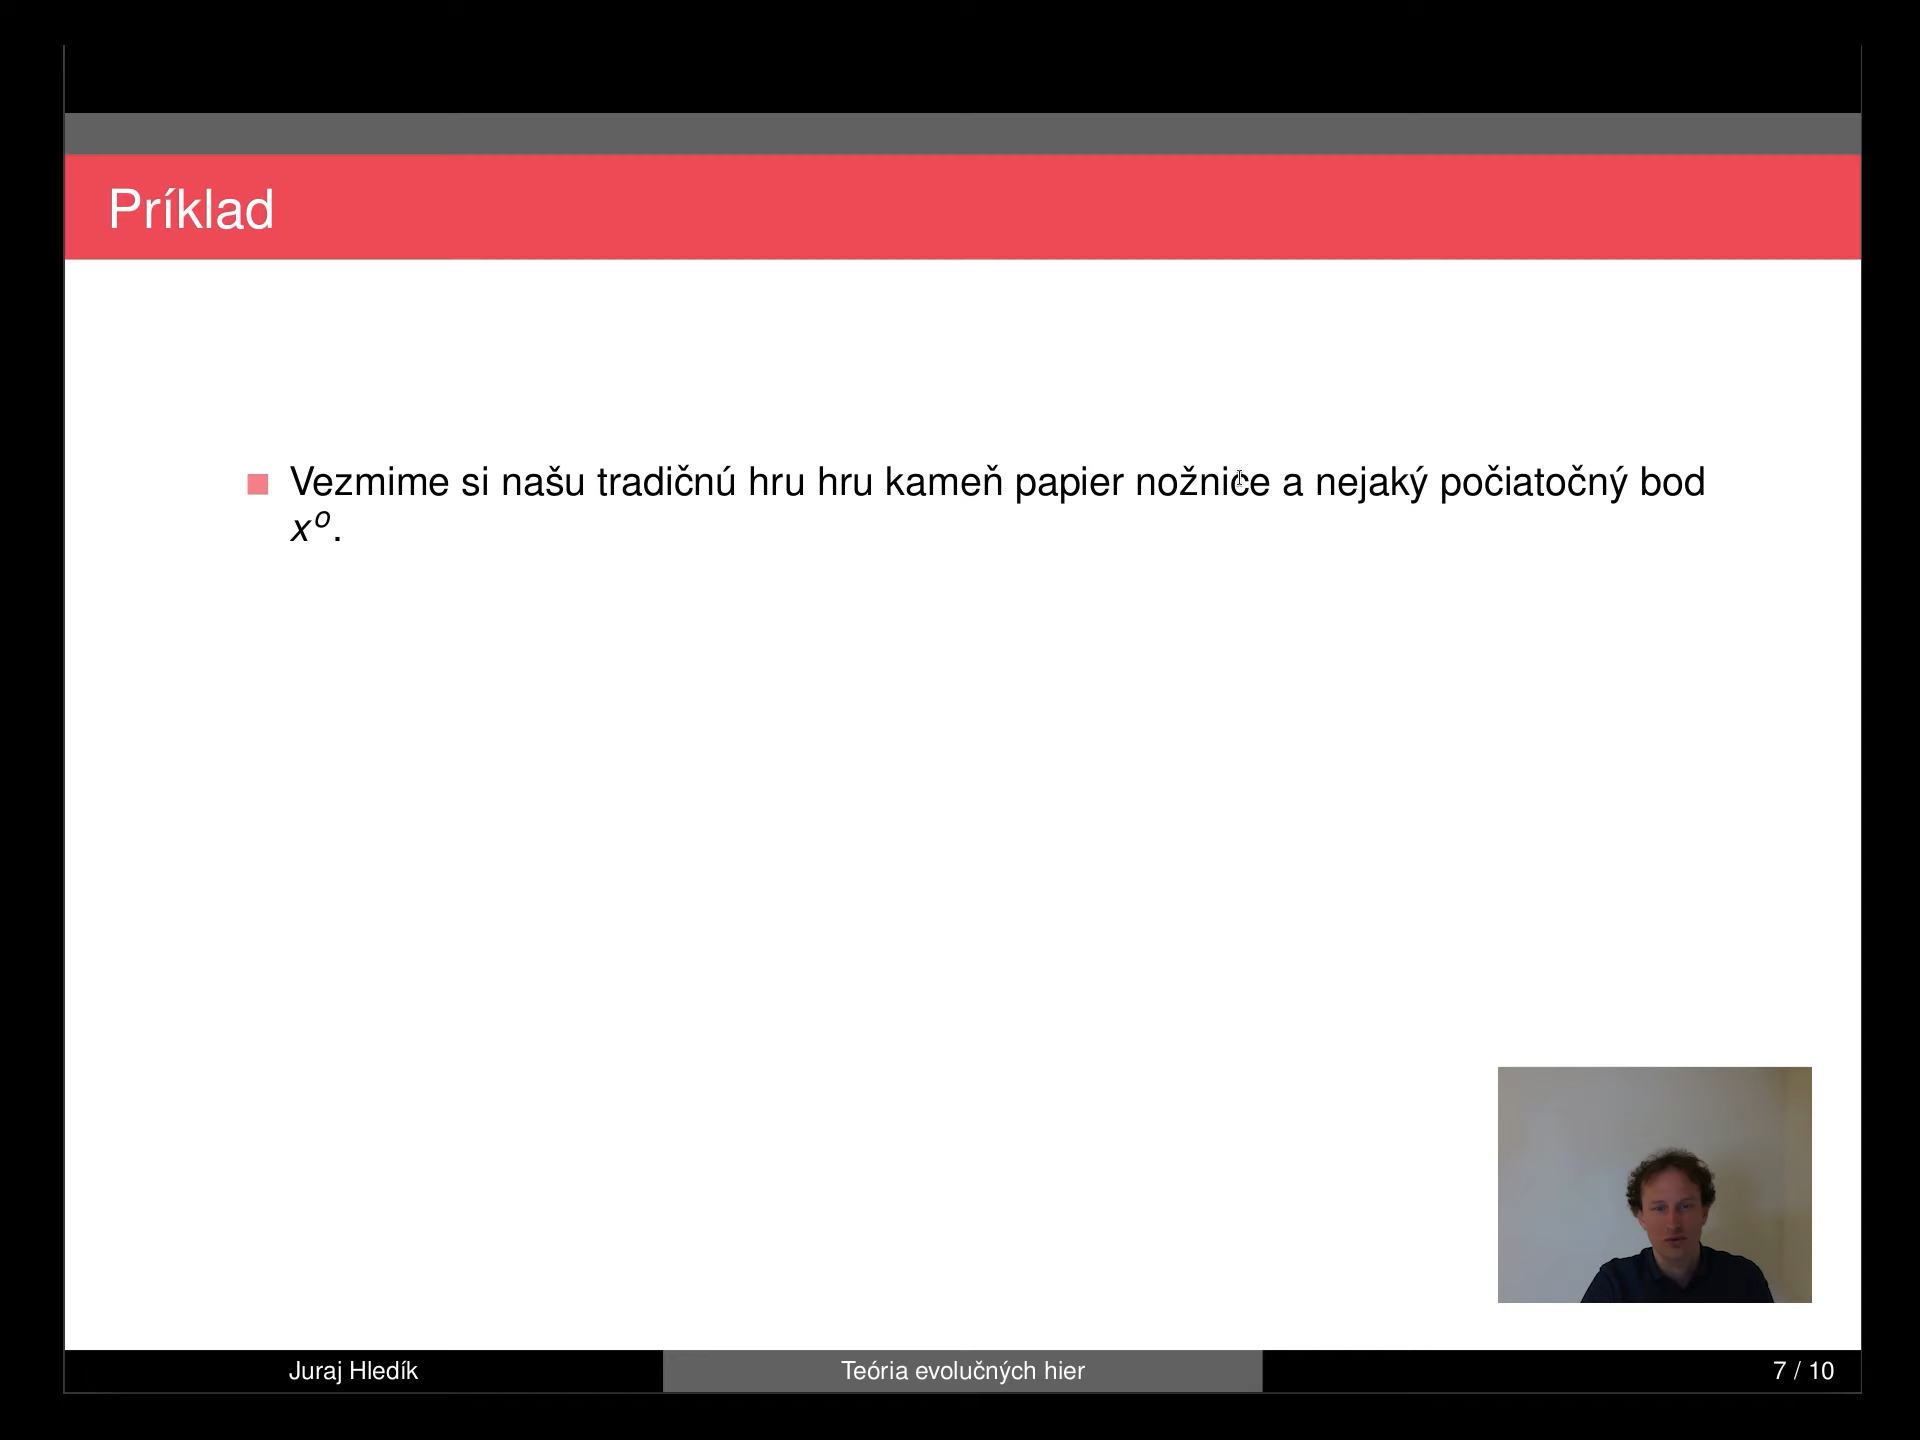 Príklad
Vezmime si našu tradičnú hru hru kameň papier nožnice a nejaký počiatočný bod
x^o.
Juraj Hledík
Teória evolučných hier
7 / 10